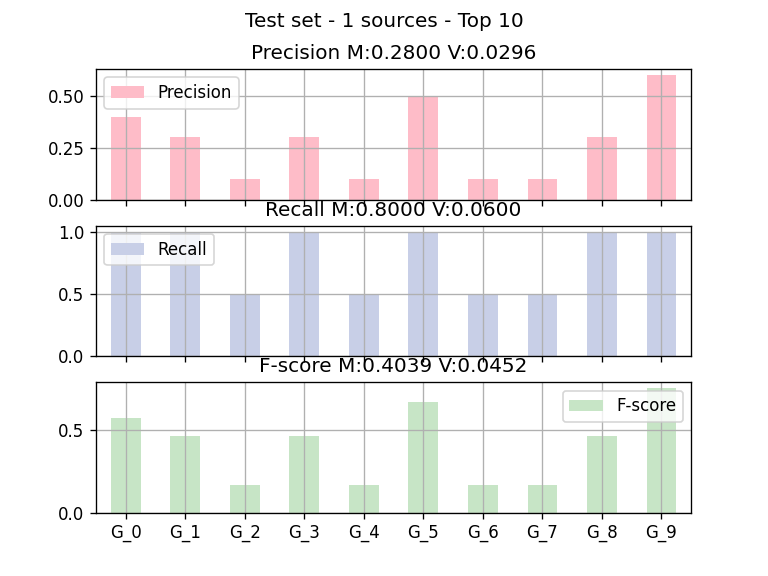 Test set - 1 sources - Top 10
Precision M:0.2800 V:0.0296
0.50
0.25
0.00
Precision
Recall M:0.8000 V:0.0600
1.0
0.5
0.0
Recall
F-score M:0.4039 V:0.0452
0.5
0.0
F-score
G_0 G_1 G_2 G_3 G_4 G_5 G_6 G_7 G_8 G_9